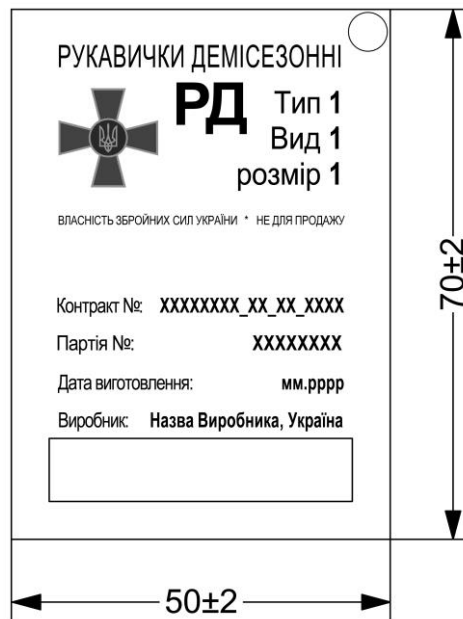 РУКАВИЧКИ ДЕМІСЕЗОННІ
РД
Тип 1
Вид 1
розмір 1
ВЛАСНІСТЬ ЗБРОЙНИХ СИЛ УКРАЇНИ * НЕ ДЛЯ ПРОДАЖУ
Контракт №: XXXXXXXX_XX_XX_XXXX
Партія №: XXXXXXXX
Дата виготовлення: мм.рррр
Виробник: Назва Виробника, Україна
70±2
50±2